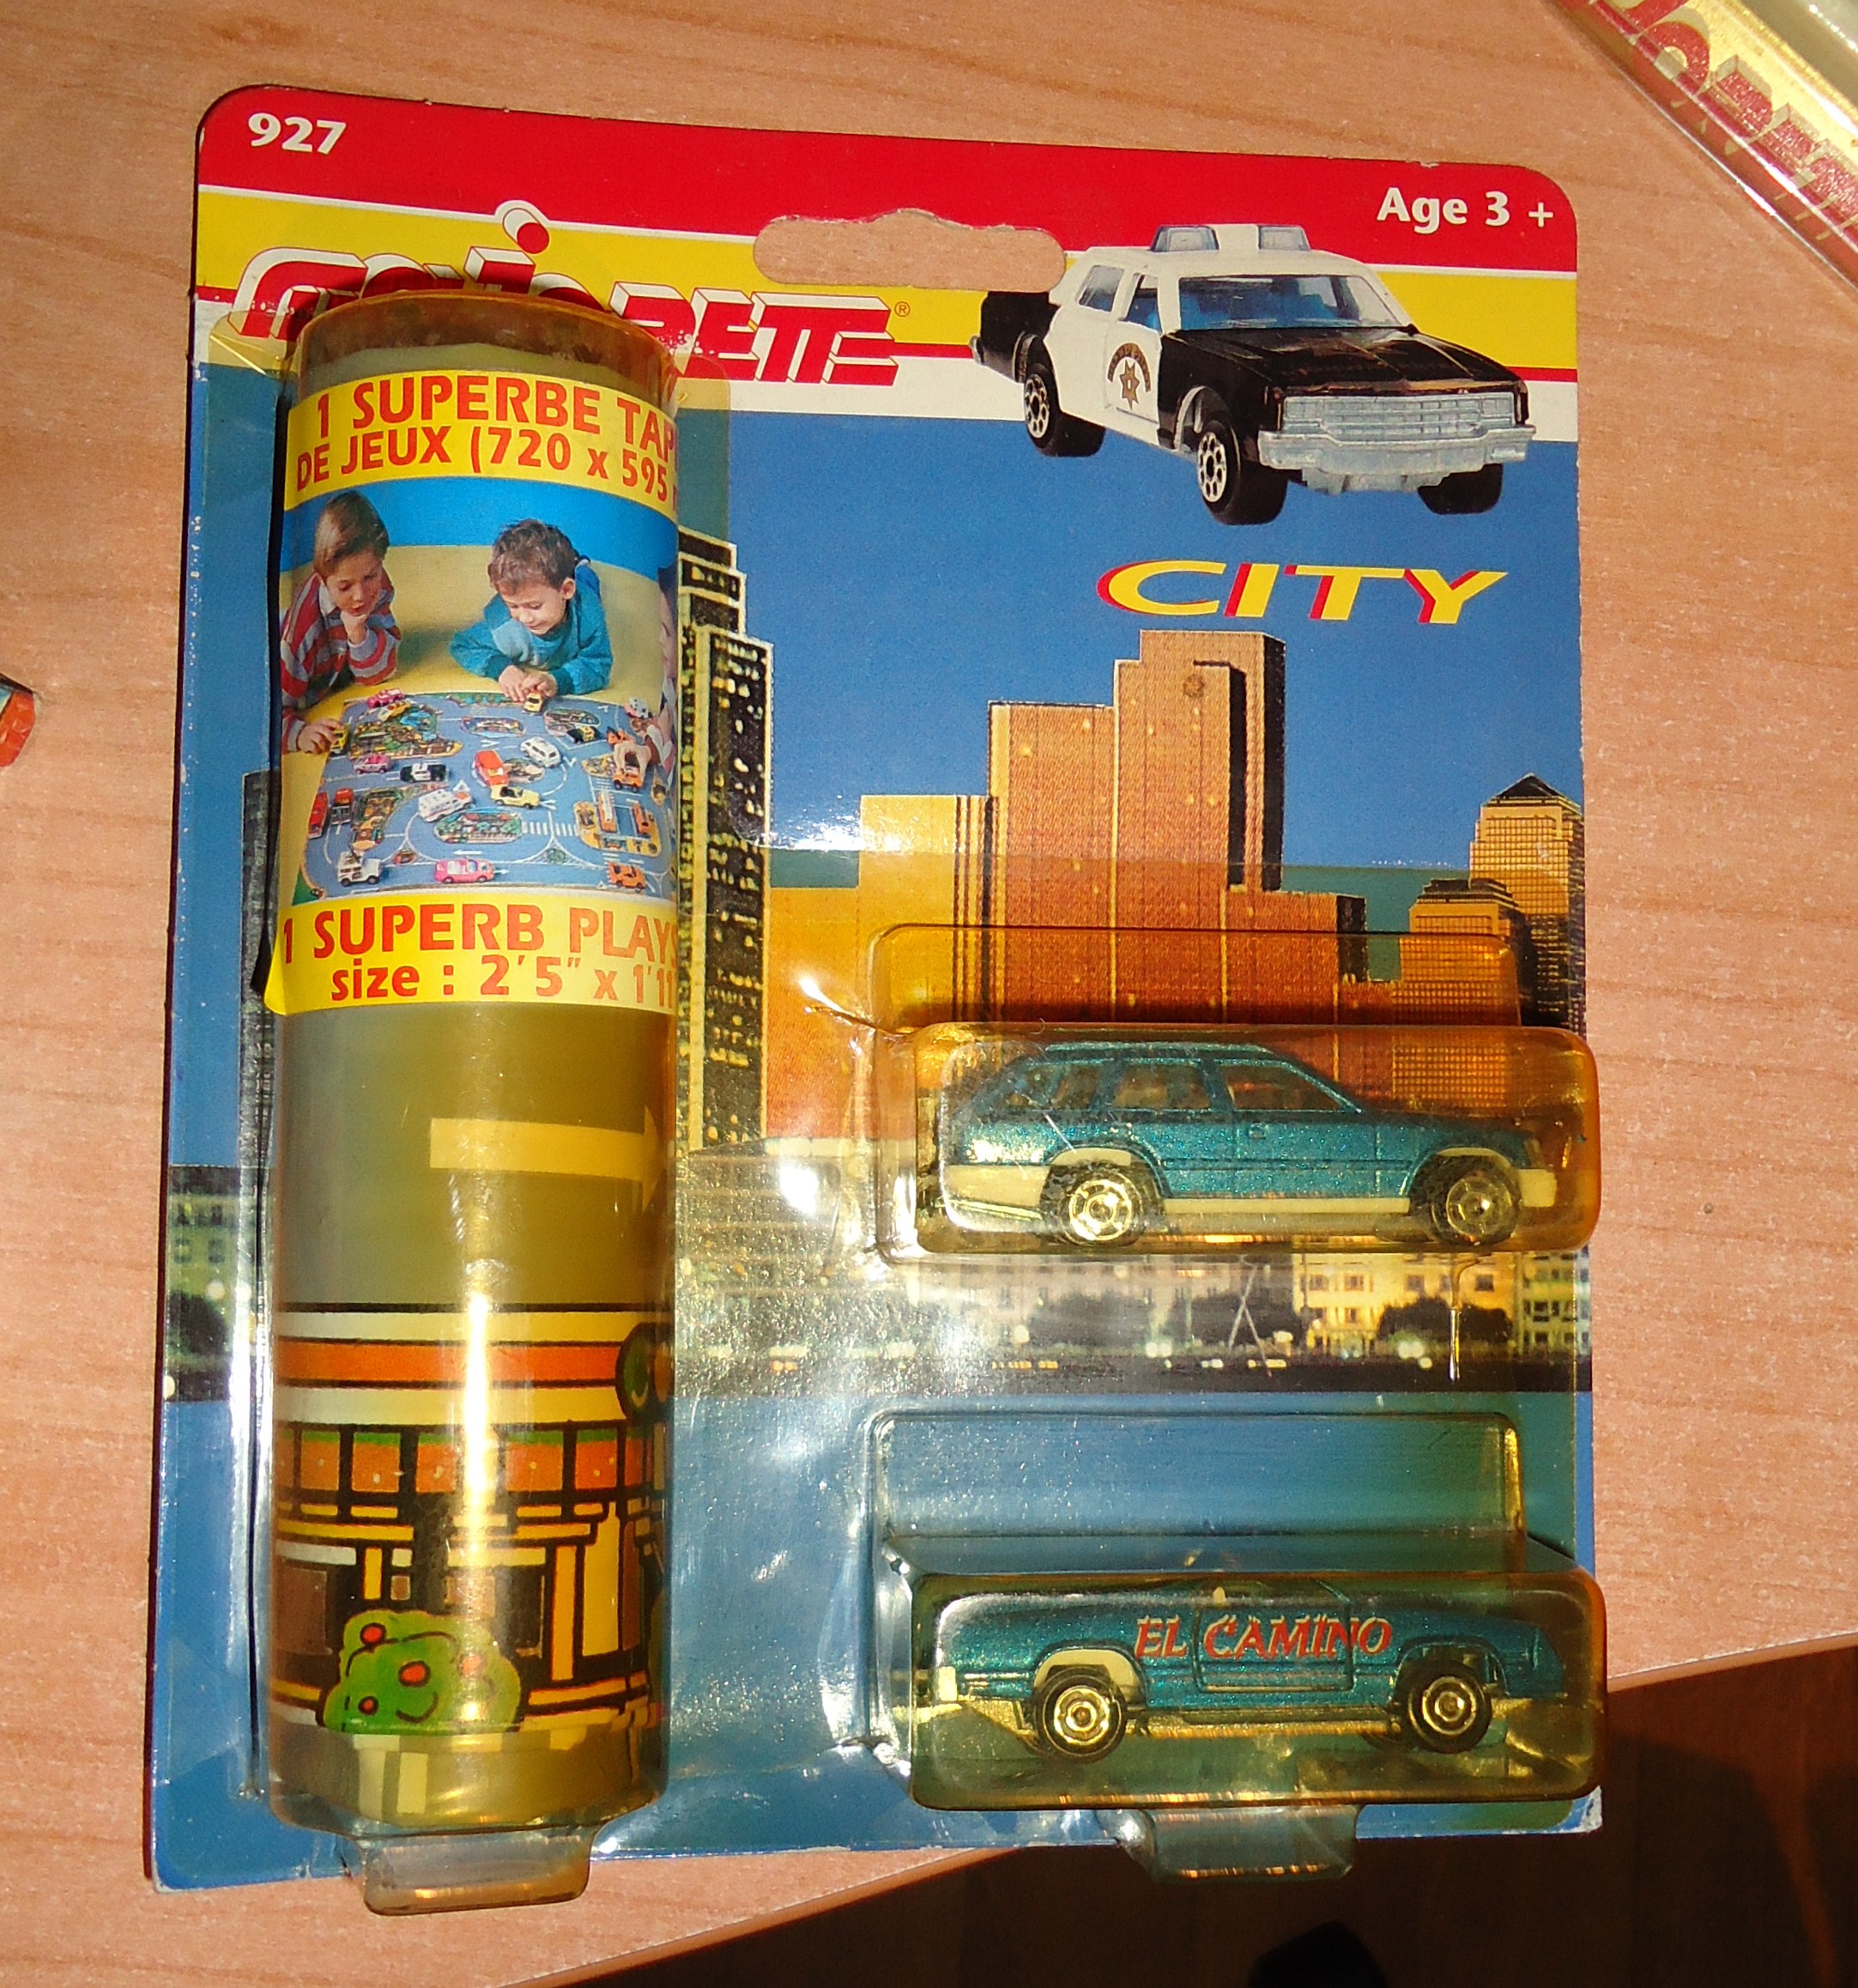 927
Age 3 +
majORETTE®
1 SUPERBE TAP
DE JEUX (720 x 595
CITY
1 SUPERB PLAY
size : 2'5" x 1'11
EL CAMINO